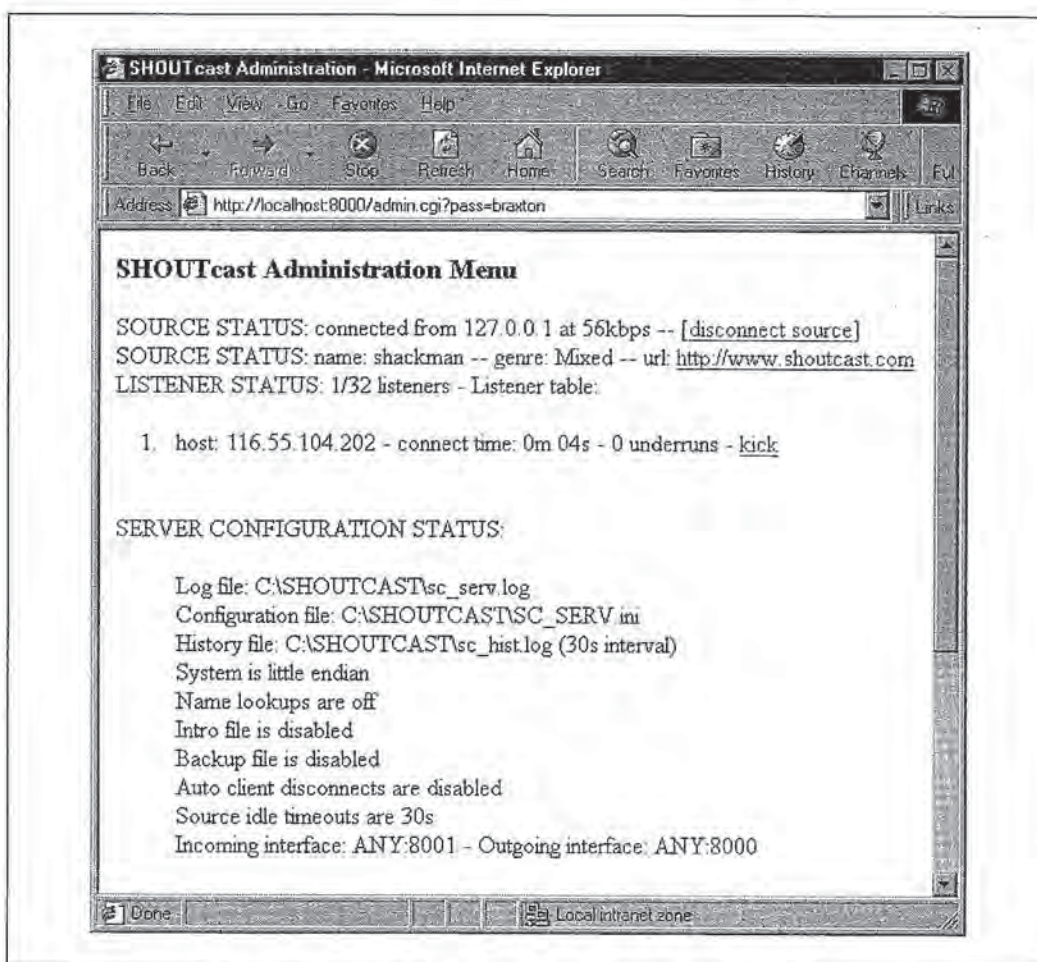 SHOUTcast Administration - Microsoft Internet Explorer
File Edit View Go Favorites Help
Back Forward Stop Refresh Home Search Favorites History Channels Ful
Address http://localhost:8000/admin.cgi?pass=braxton Links
SHOUTcast Administration Menu
SOURCE STATUS: connected from 127.0.0.1 at 56kbps -- [disconnect source]
SOURCE STATUS: name: shackman -- genre: Mixed -- url: http://www.shoutcast.com
LISTENER STATUS: 1/32 listeners - Listener table:
1. host: 116.55.104.202 - connect time: 0m 04s - 0 underruns - kick
SERVER CONFIGURATION STATUS:
Log file: C:\SHOUTCAST\sc_serv.log
Configuration file: C:\SHOUTCAST\SC_SERV.ini
History file: C:\SHOUTCAST\sc_hist.log (30s interval)
System is little endian
Name lookups are off
Intro file is disabled
Backup file is disabled
Auto client disconnects are disabled
Source idle timeouts are 30s
Incoming interface: ANY:8001 - Outgoing interface: ANY:8000
Done Local intranet zone